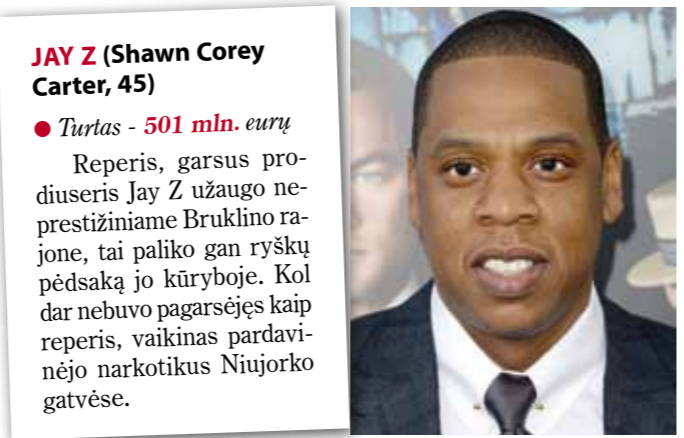 JAY Z (Shawn Corey
Carter, 45)
● Turtas - 501 mln. eurų
Reperis, garsus pro-
diuseris Jay Z užaugo ne-
prestižiniame Bruklino ra-
jone, tai paliko gan ryškų
pėdsaką jo kūryboje. Kol
dar nebuvo pagarsėjęs kaip
reperis, vaikinas pardavi-
nėjo narkotikus Niujorko
gatvėse.